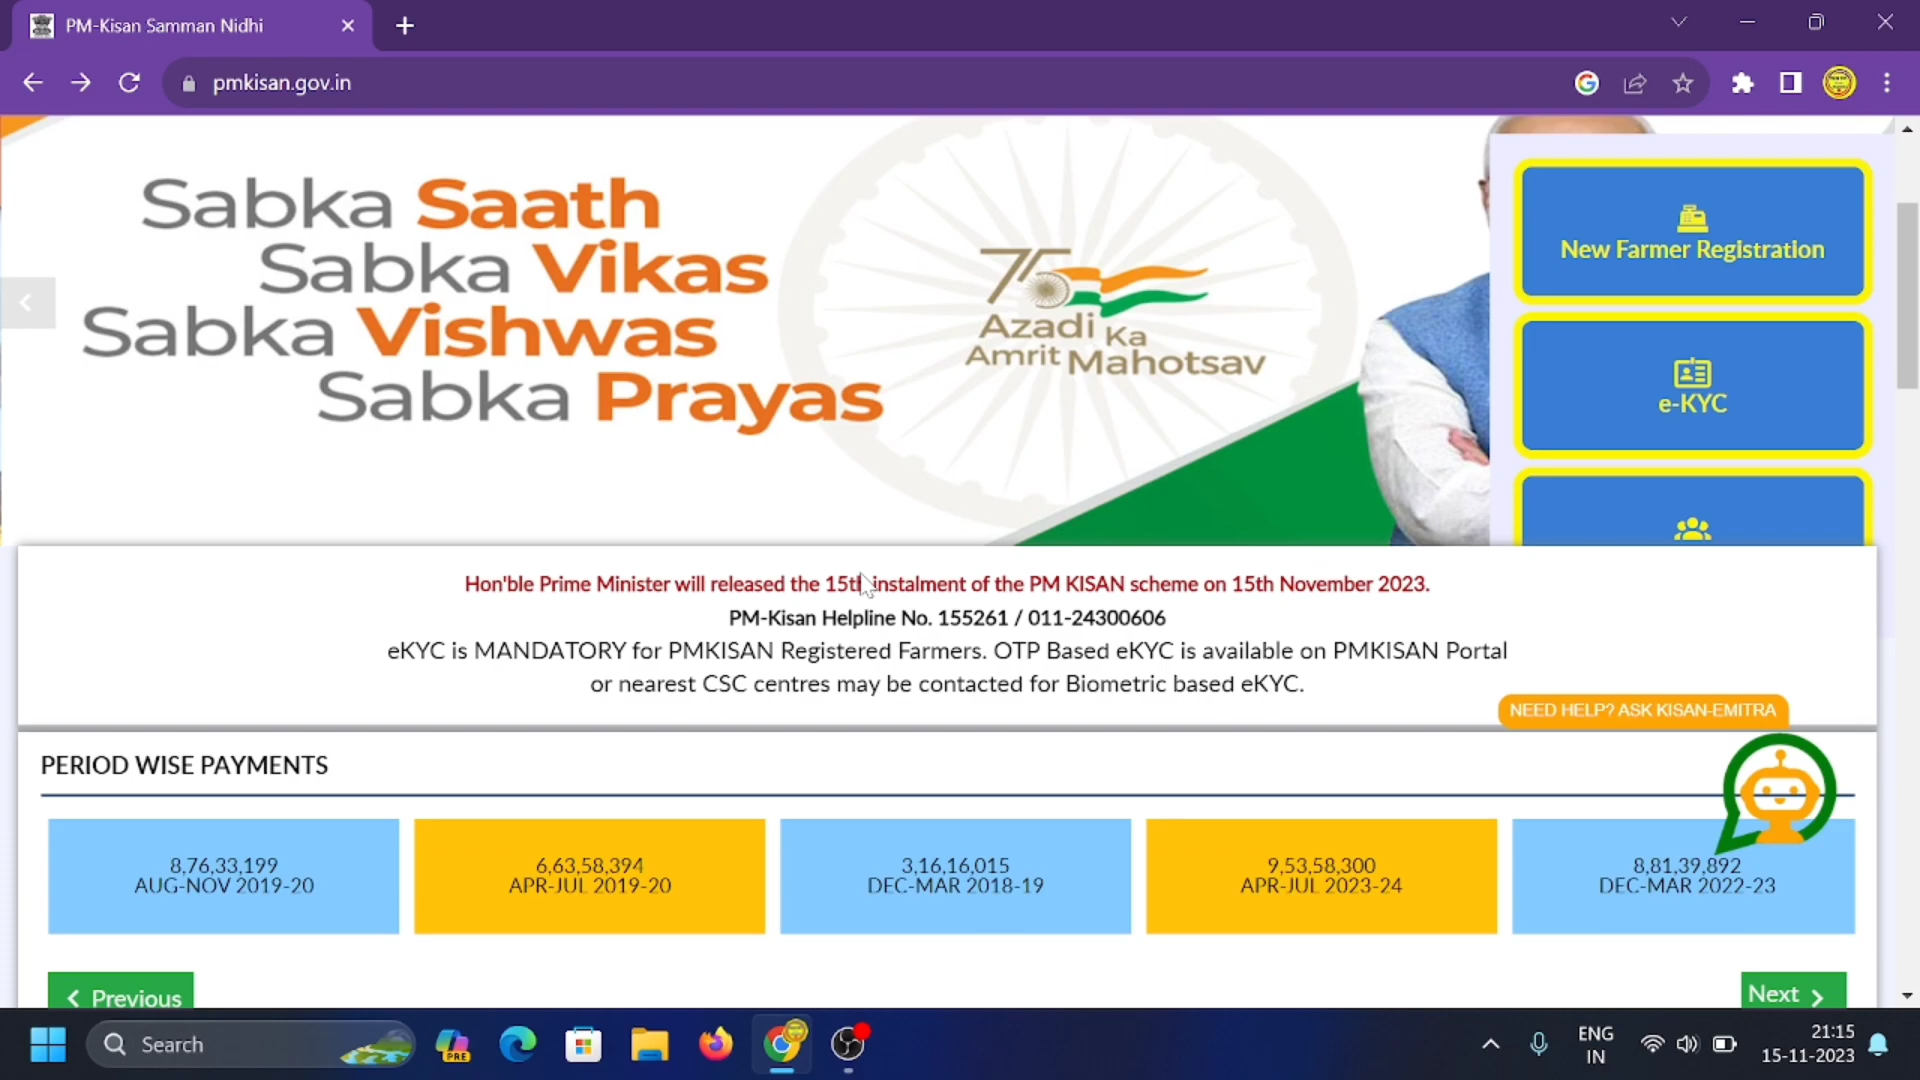 PM-Kisan Samman Nidhi
pmkisan.gov.in
Sabka Saath
Sabka Vikas
Sabka Vishwas
Sabka Prayas
75
Azadi Ka
Amrit Mahotsav
New Farmer Registration
e-KYC
Hon'ble Prime Minister will released the 15th instalment of the PM KISAN scheme on 15th November 2023.
PM-Kisan Helpline No. 155261 / 011-24300606
eKYC is MANDATORY for PMKISAN Registered Farmers. OTP Based eKYC is available on PMKISAN Portal
or nearest CSC centres may be contacted for Biometric based eKYC.
NEED HELP? ASK KISAN-EMITRA
PERIOD WISE PAYMENTS
8,76,33,199
AUG-NOV 2019-20
6,63,58,394
APR-JUL 2019-20
3,16,16,015
DEC-MAR 2018-19
9,53,58,300
APR-JUL 2023-24
8,81,39,892
DEC-MAR 2022-23
Previous
Next
Search
PRE
ENG
IN
21:15
15-11-2023